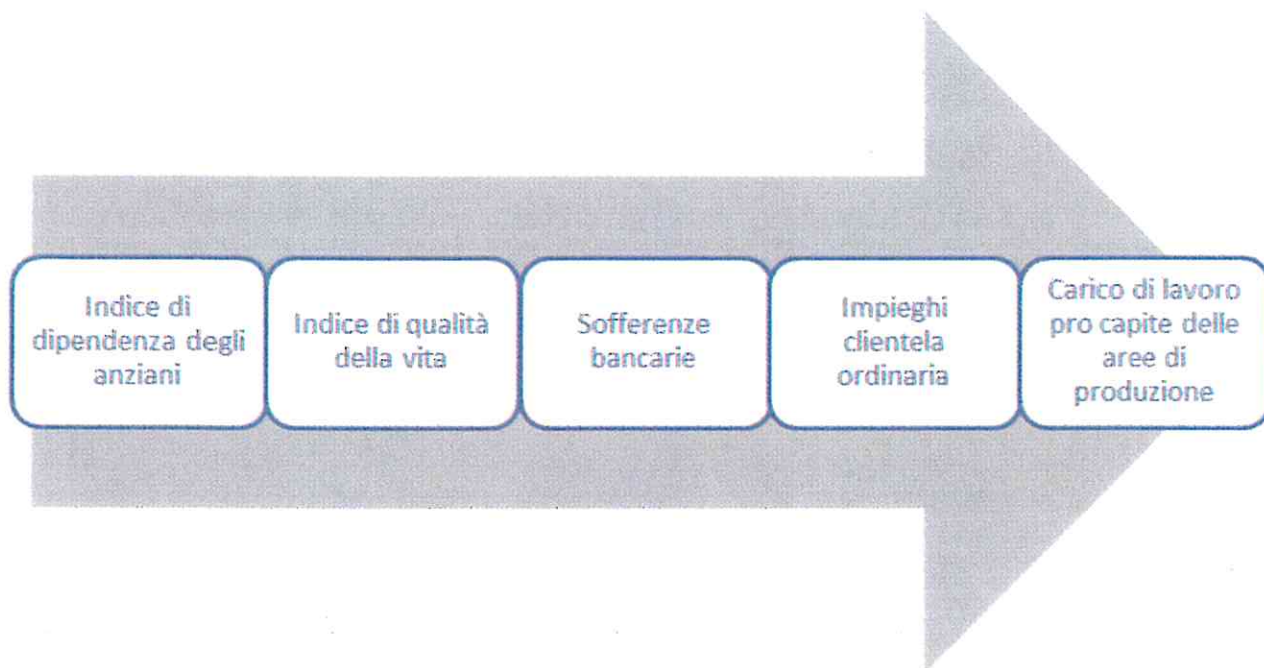 Indice di
dipendenza degli
anziani
Indice di qualità
della vita
Sofferenze
bancarie
Impieghi
clientela
ordinaria
Carico di lavoro
pro capite delle
aree di
produzione